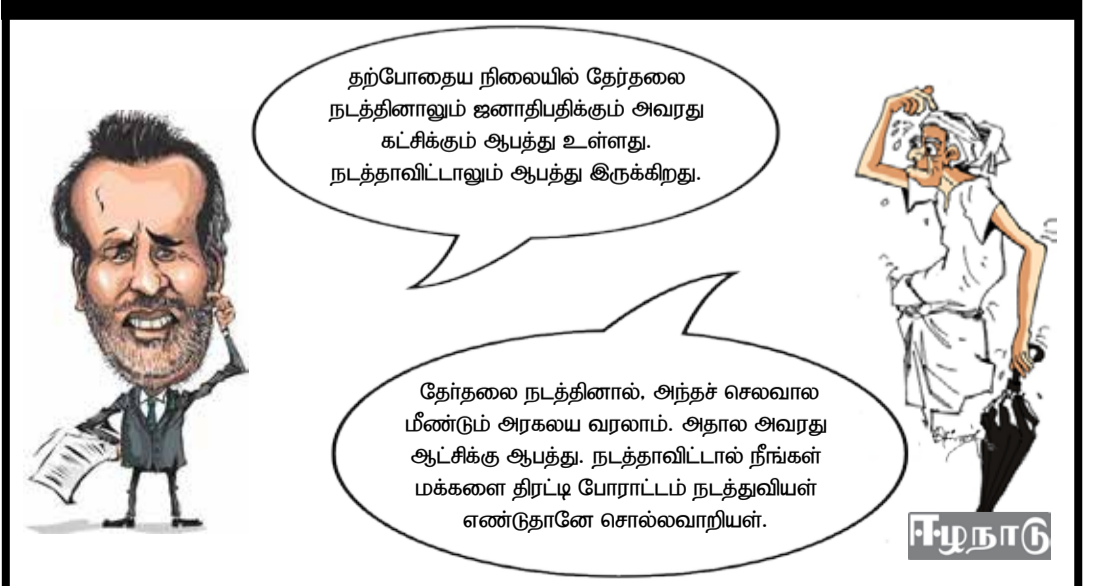 தற்போதைய நிலையில் தேர்தலை
நடத்தினாலும் ஜனாதிபதிக்கும் அவரது
கட்சிக்கும் ஆபத்து உள்ளது.
நடத்தாவிட்டாலும் ஆபத்து இருக்கிறது.
தேர்தலை நடத்தினால், அந்தச் செலவால
மீண்டும் அரகலய வரலாம். அதால அவரது
ஆட்சிக்கு ஆபத்து. நடத்தாவிட்டால் நீங்கள்
மக்களை திரட்டி போராட்டம் நடத்துவியள்
எண்டுதானே சொல்லவாறியள்.
ஈழநாடு